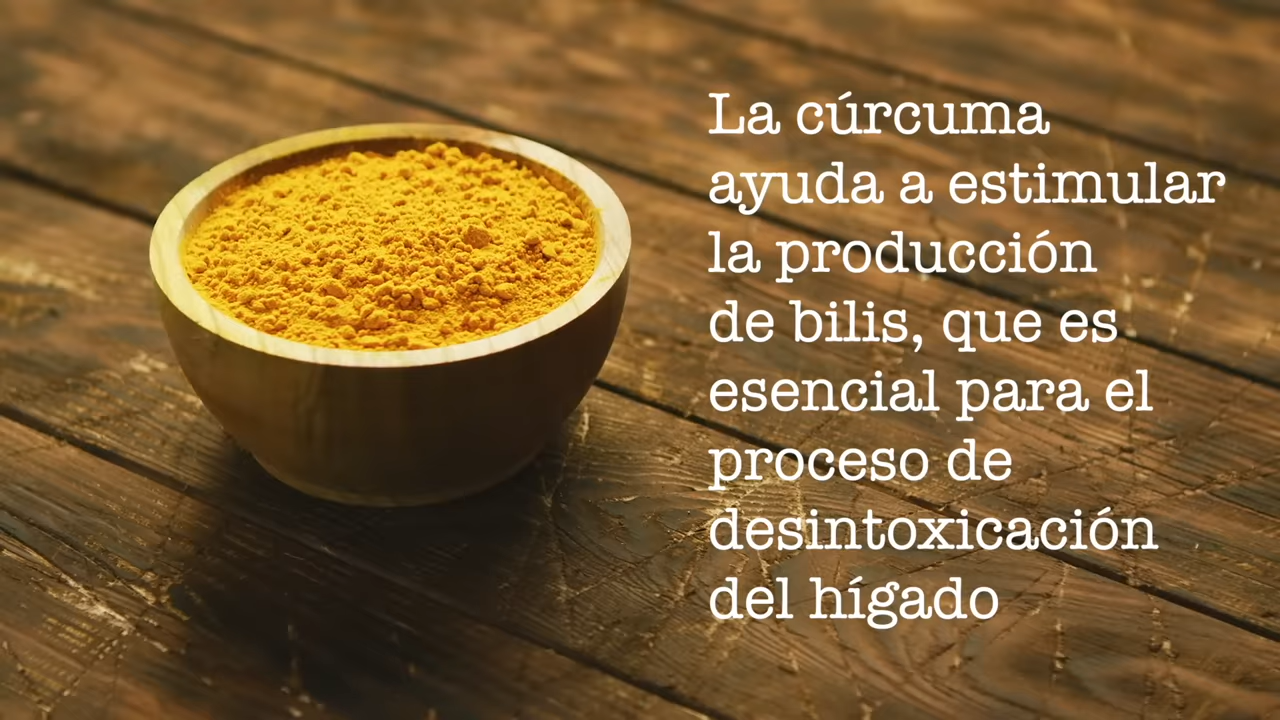 La cúrcuma
ayuda a estimular
la producción
de bilis, que es
esencial para el
proceso de
desintoxicación
del hígado